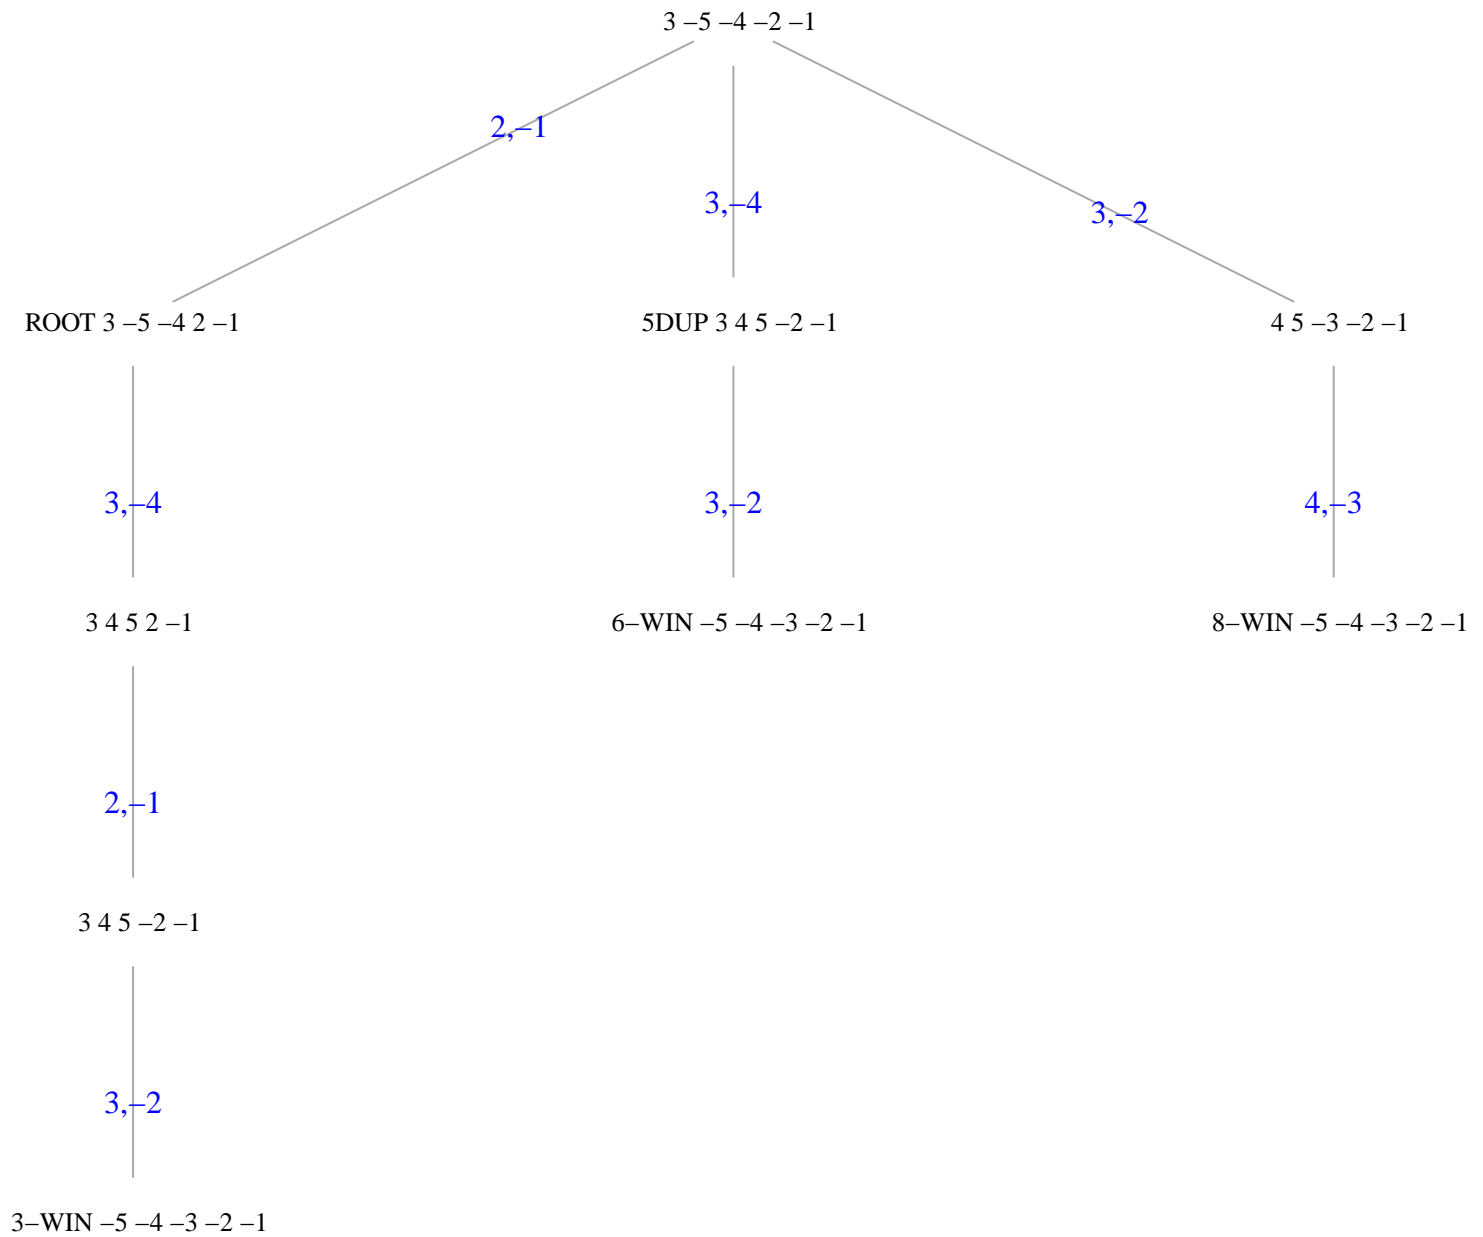 3 –5 –4 –2 –1
2,–1
3,–4
3,–2
ROOT 3 –5 –4 2 –1
5DUP 3 4 5 –2 –1
4 5 –3 –2 –1
3,–4
3,–2
4,–3
3 4 5 2 –1
6–WIN –5 –4 –3 –2 –1
8–WIN –5 –4 –3 –2 –1
2,–1
3 4 5 –2 –1
3,–2
3–WIN –5 –4 –3 –2 –1